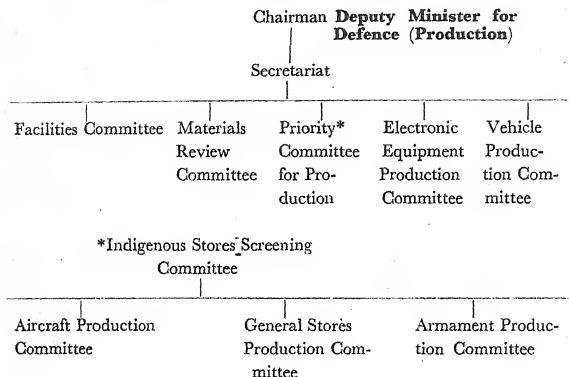 Chairman Deputy Minister for
Defence (Production)
Secretariat
Facilities Committee
Materials
Review
Committee
Priority*
Committee
for Pro-
duction
Electronic
Equipment
Production
Committee
Vehicle
Produc-
tion Com-
mittee
*Indigenous Stores Screening
Committee
Aircraft Production
Committee
General Stores
Production Com-
mittee
Armament Produc-
tion Committee